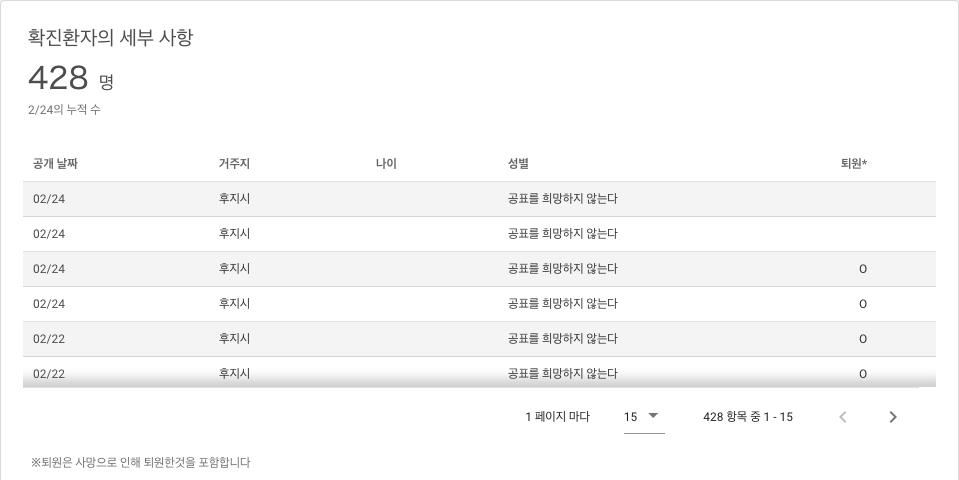 확진환자의 세부 사항
428 명
2/24의 누적 수
공개 날짜 거주지 나이 성별 퇴원*
02/24 후지시 공표를 희망하지 않는다
02/24 후지시 공표를 희망하지 않는다
02/24 후지시 공표를 희망하지 않는다 O
02/24 후지시 공표를 희망하지 않는다 O
02/22 후지시 공표를 희망하지 않는다 O
02/22 후지시 공표를 희망하지 않는다 O
1 페이지 마다 15 428 항목 중 1 - 15
※퇴원은 사망으로 인해 퇴원한것을 포함합니다